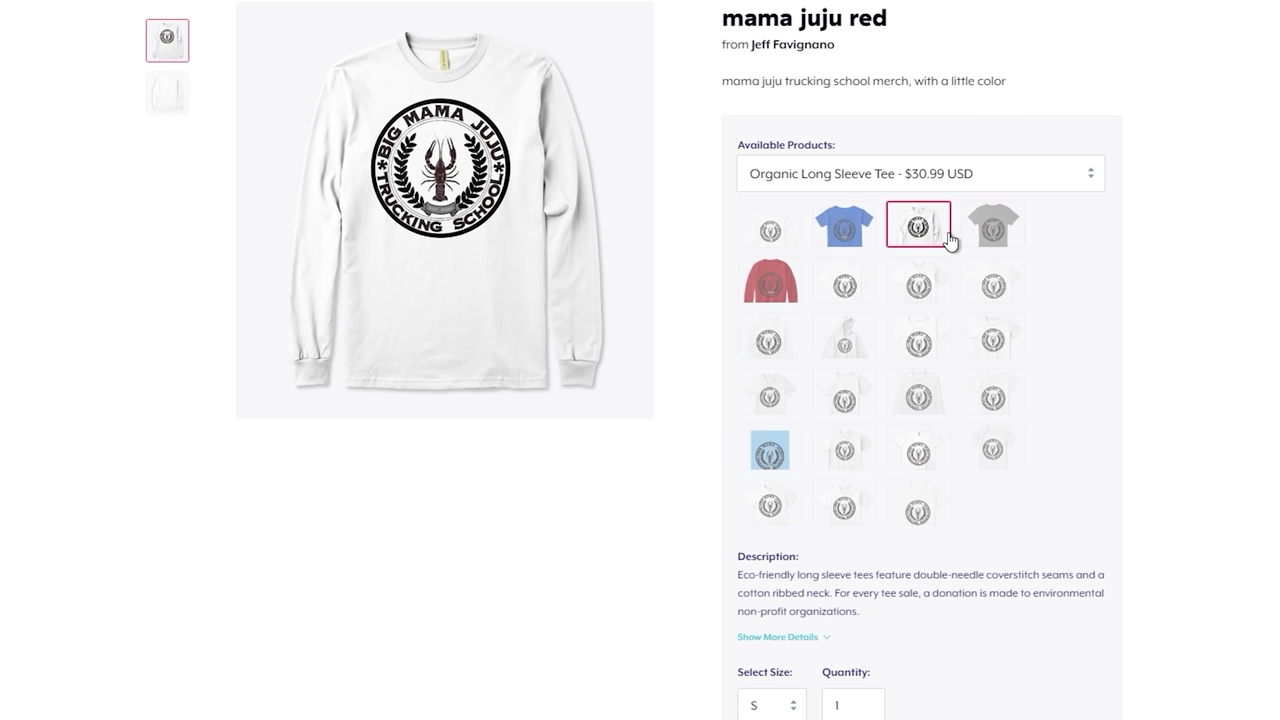 mama juju red
from Jeff Favignano
mama juju trucking school merch, with a little color
BIG MAMA JUJU
TRUCKING SCHOOL
Available Products:
Organic Long Sleeve Tee - $30.99 USD
Description:
Eco-friendly long sleeve tees feature double-needle coverstitch seams and a
cotton ribbed neck. For every tee sale, a donation is made to environmental
non-profit organizations.
Show More Details
Select Size:
Quantity:
S
1